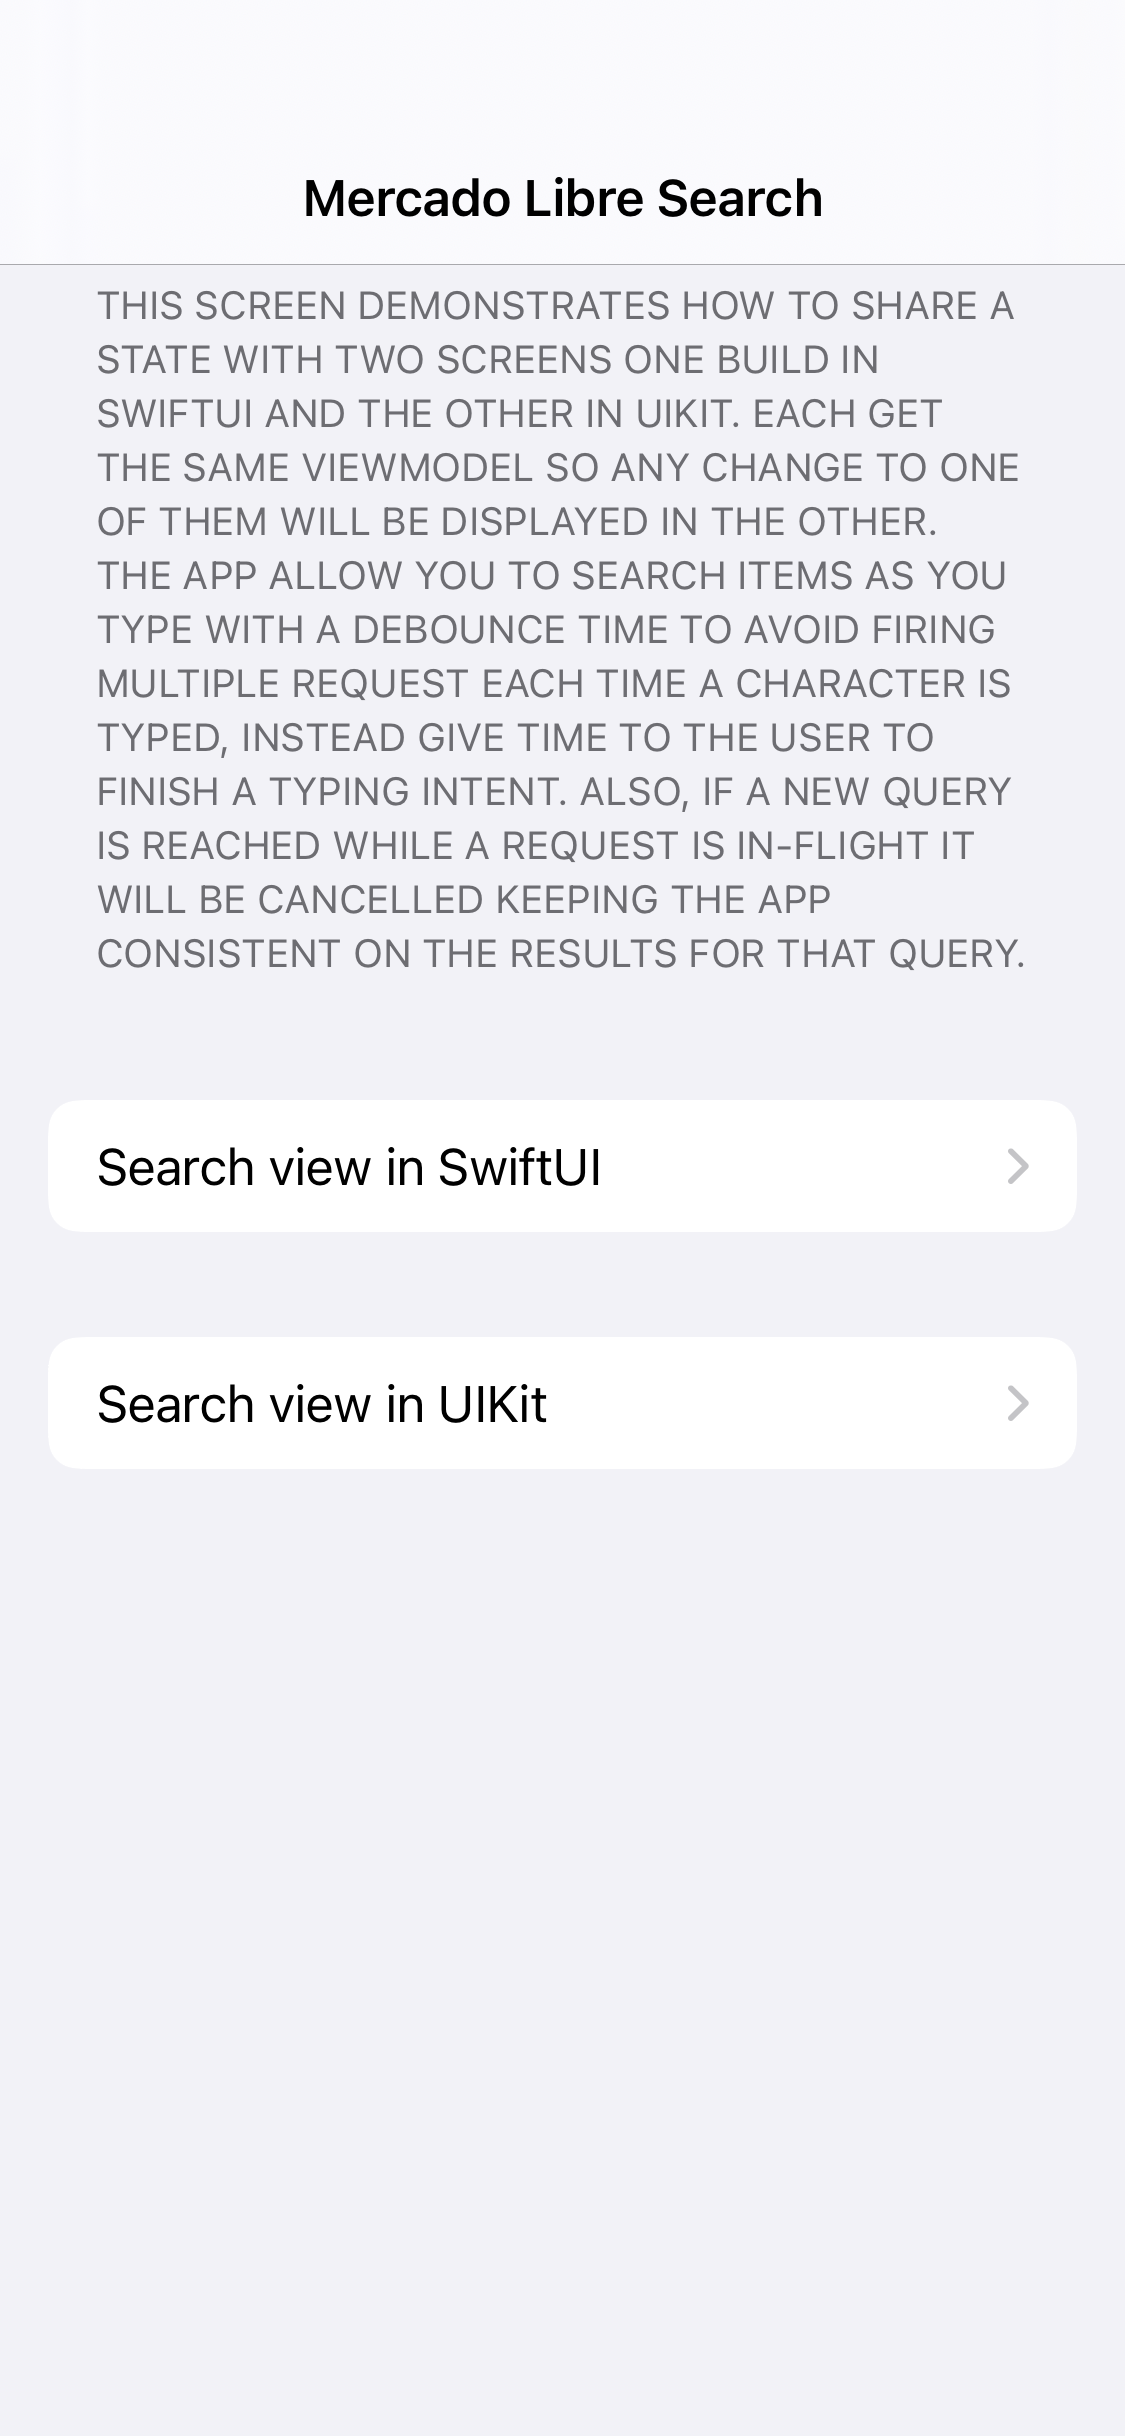 Mercado Libre Search
THIS SCREEN DEMONSTRATES HOW TO SHARE A
STATE WITH TWO SCREENS ONE BUILD IN
SWIFTUI AND THE OTHER IN UIKIT. EACH GET
THE SAME VIEWMODEL SO ANY CHANGE TO ONE
OF THEM WILL BE DISPLAYED IN THE OTHER.
THE APP ALLOW YOU TO SEARCH ITEMS AS YOU
TYPE WITH A DEBOUNCE TIME TO AVOID FIRING
MULTIPLE REQUEST EACH TIME A CHARACTER IS
TYPED, INSTEAD GIVE TIME TO THE USER TO
FINISH A TYPING INTENT. ALSO, IF A NEW QUERY
IS REACHED WHILE A REQUEST IS IN-FLIGHT IT
WILL BE CANCELLED KEEPING THE APP
CONSISTENT ON THE RESULTS FOR THAT QUERY.
Search view in SwiftUI
Search view in UIKit